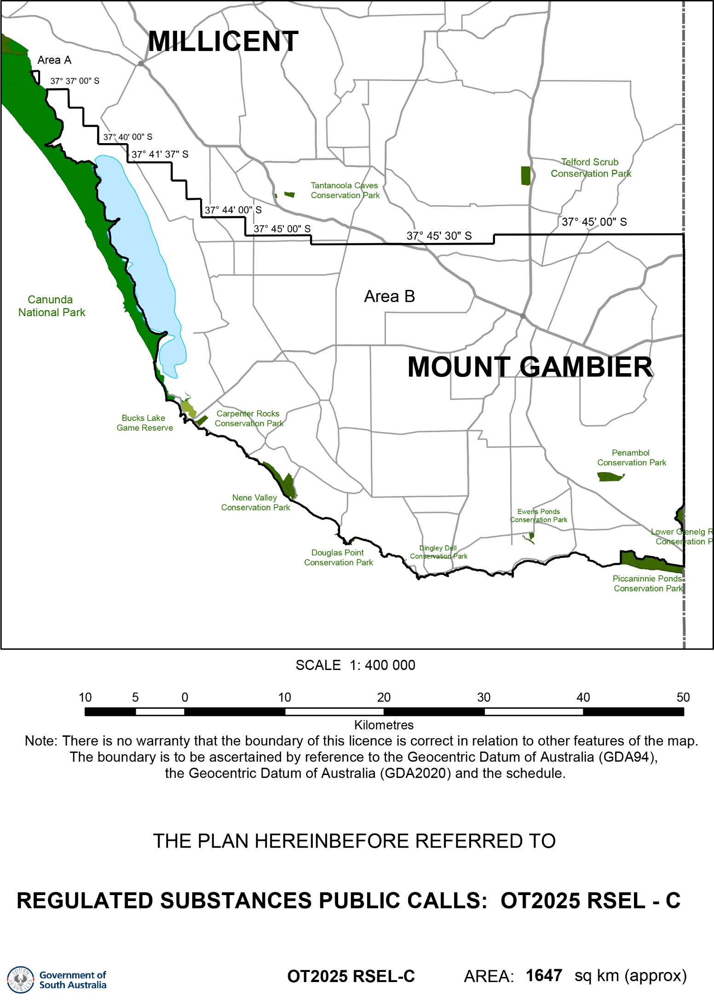 MILLICENT
Area A
37° 37' 00" S
37° 40' 00" S
37° 41' 37" S
Telford Scrub
Conservation Park
Tantanoola Caves
Conservation Park
37° 44' 00" S
37° 45' 00" S
37° 45' 00" S
37° 45' 30" S
Area B
Canunda
National Park
MOUNT GAMBIER
Carpenter Rocks
Conservation Park
Bucks Lake
Game Reserve
Penambol
Conservation Park
Nene Valley
Conservation Park
Ewens Ponds
Conservation Park
Lower Glenelg R
Conservation P
Dingley Dell
Conservation Park
Douglas Point
Conservation Park
Piccaninnie Ponds
Conservation Park
SCALE 1: 400 000
10 5 0 10 20 30 40 50
Kilometres
Note: There is no warranty that the boundary of this licence is correct in relation to other features of the map.
The boundary is to be ascertained by reference to the Geocentric Datum of Australia (GDA94),
the Geocentric Datum of Australia (GDA2020) and the schedule.
THE PLAN HEREINBEFORE REFERRED TO
REGULATED SUBSTANCES PUBLIC CALLS: OT2025 RSEL - C
SOUTH
AUSTRALIA
Government of
South Australia
OT2025 RSEL-C AREA: 1647 sq km (approx)